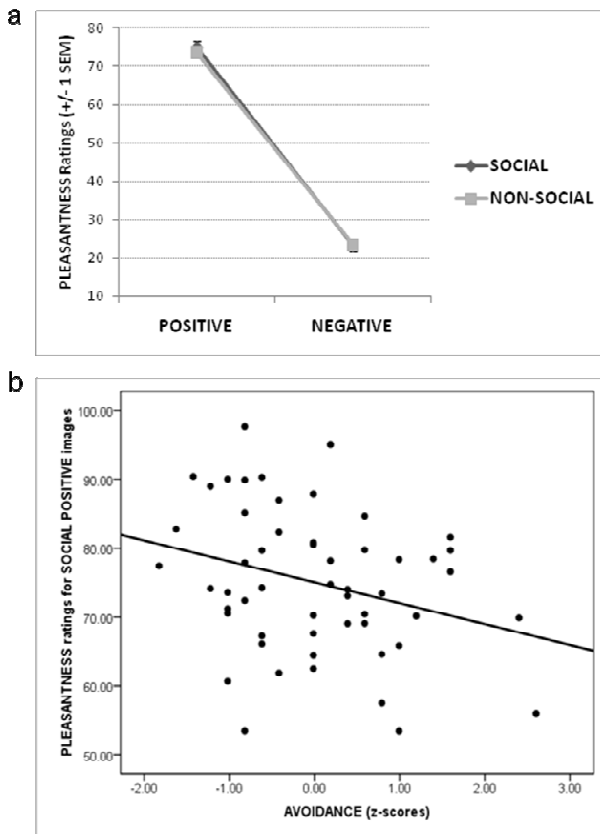 a
PLEASANTNESS Ratings (+/- 1 SEM)
80
70
60
50
40
30
20
10
POSITIVE NEGATIVE
SOCIAL
NON-SOCIAL
b
PLEASANTNESS ratings for SOCIAL POSITIVE images
100.00
90.00
80.00
70.00
60.00
50.00
-2.00 -1.00 0.00 1.00 2.00 3.00
AVOIDANCE (z-scores)